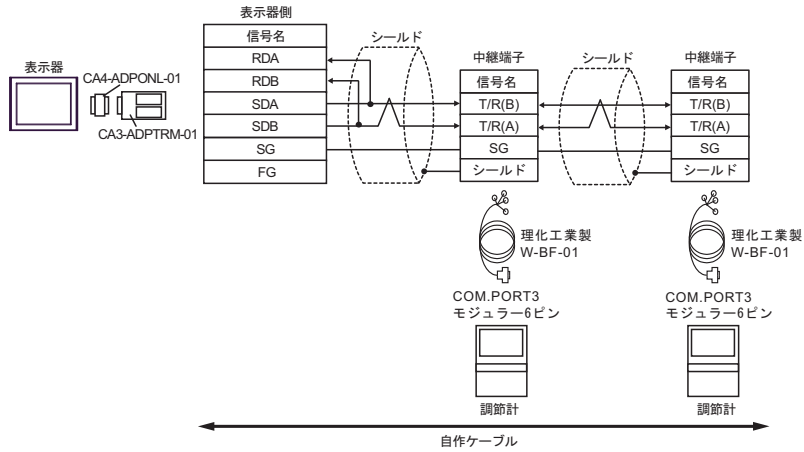 表示器
CA4-ADPONL-01
CA3-ADPTRM-01
表示器側
信号名
RDA
RDB
SDA
SDB
SG
FG
シールド
中継端子
信号名
T/R(B)
T/R(A)
SG
シールド
シールド
中継端子
信号名
T/R(B)
T/R(A)
SG
シールド
理化工業製
W-BF-01
COM.PORT3
モジュラー6ピン
調節計
理化工業製
W-BF-01
COM.PORT3
モジュラー6ピン
調節計
自作ケーブル